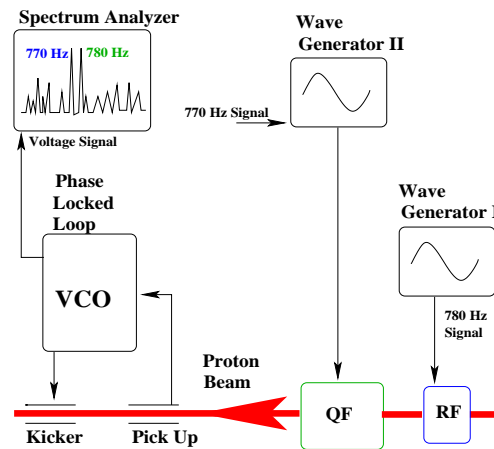 Spectrum Analyzer
770 Hz
780 Hz
Voltage Signal
Wave
Generator II
770 Hz Signal
Phase
Locked
Loop
VCO
Wave
Generator I
780 Hz
Signal
Proton
Beam
QF
RF
Kicker
Pick Up